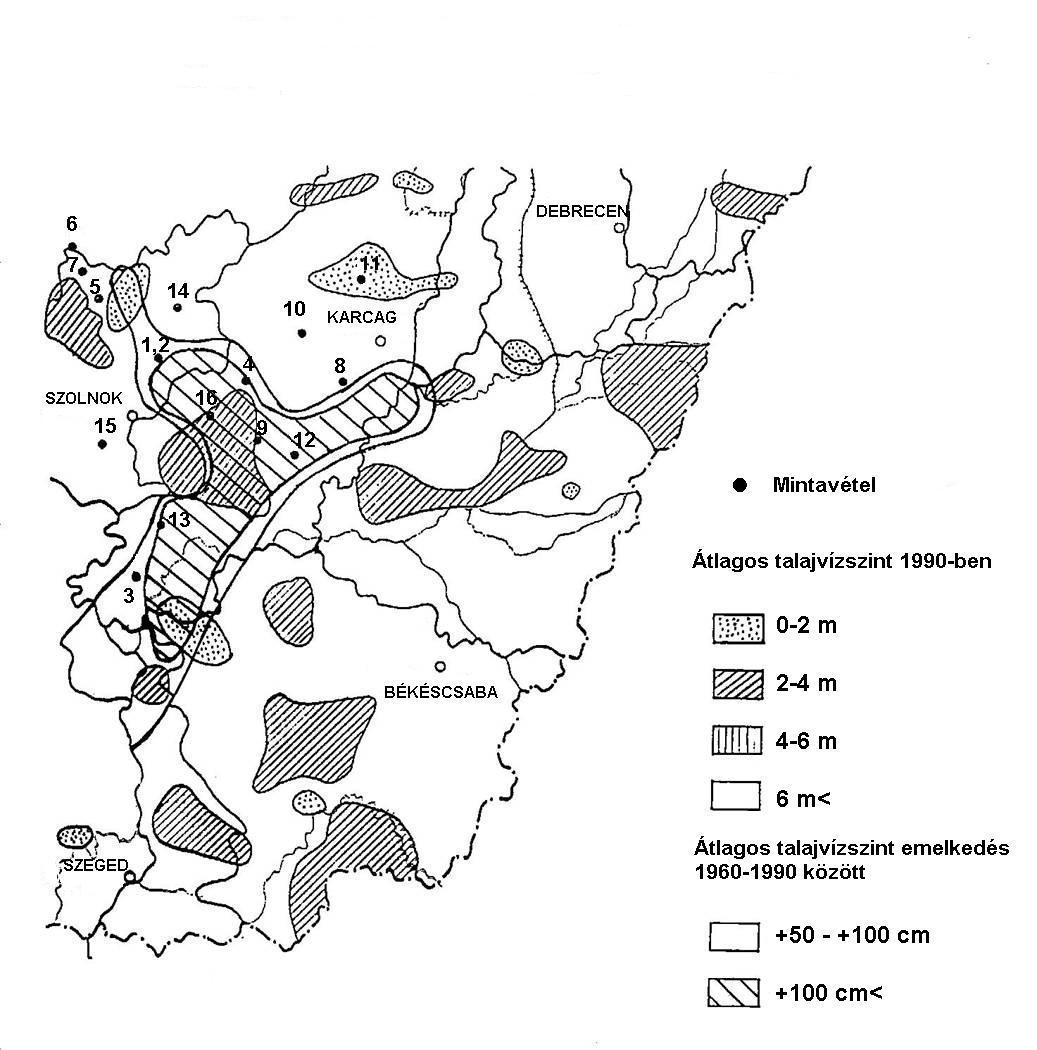 DEBRECEN
6
7
5
14
11
10
KARCAG
1,2
4
8
SZOLNOK
16
15
9
12
13
3
BÉKÉSCSABA
SZEGED
Mintavétel
Átlagos talajvízszint 1990-ben
0-2 m
2-4 m
4-6 m
6 m<
Átlagos talajvízszint emelkedés
1960-1990 között
+50 - +100 cm
+100 cm<